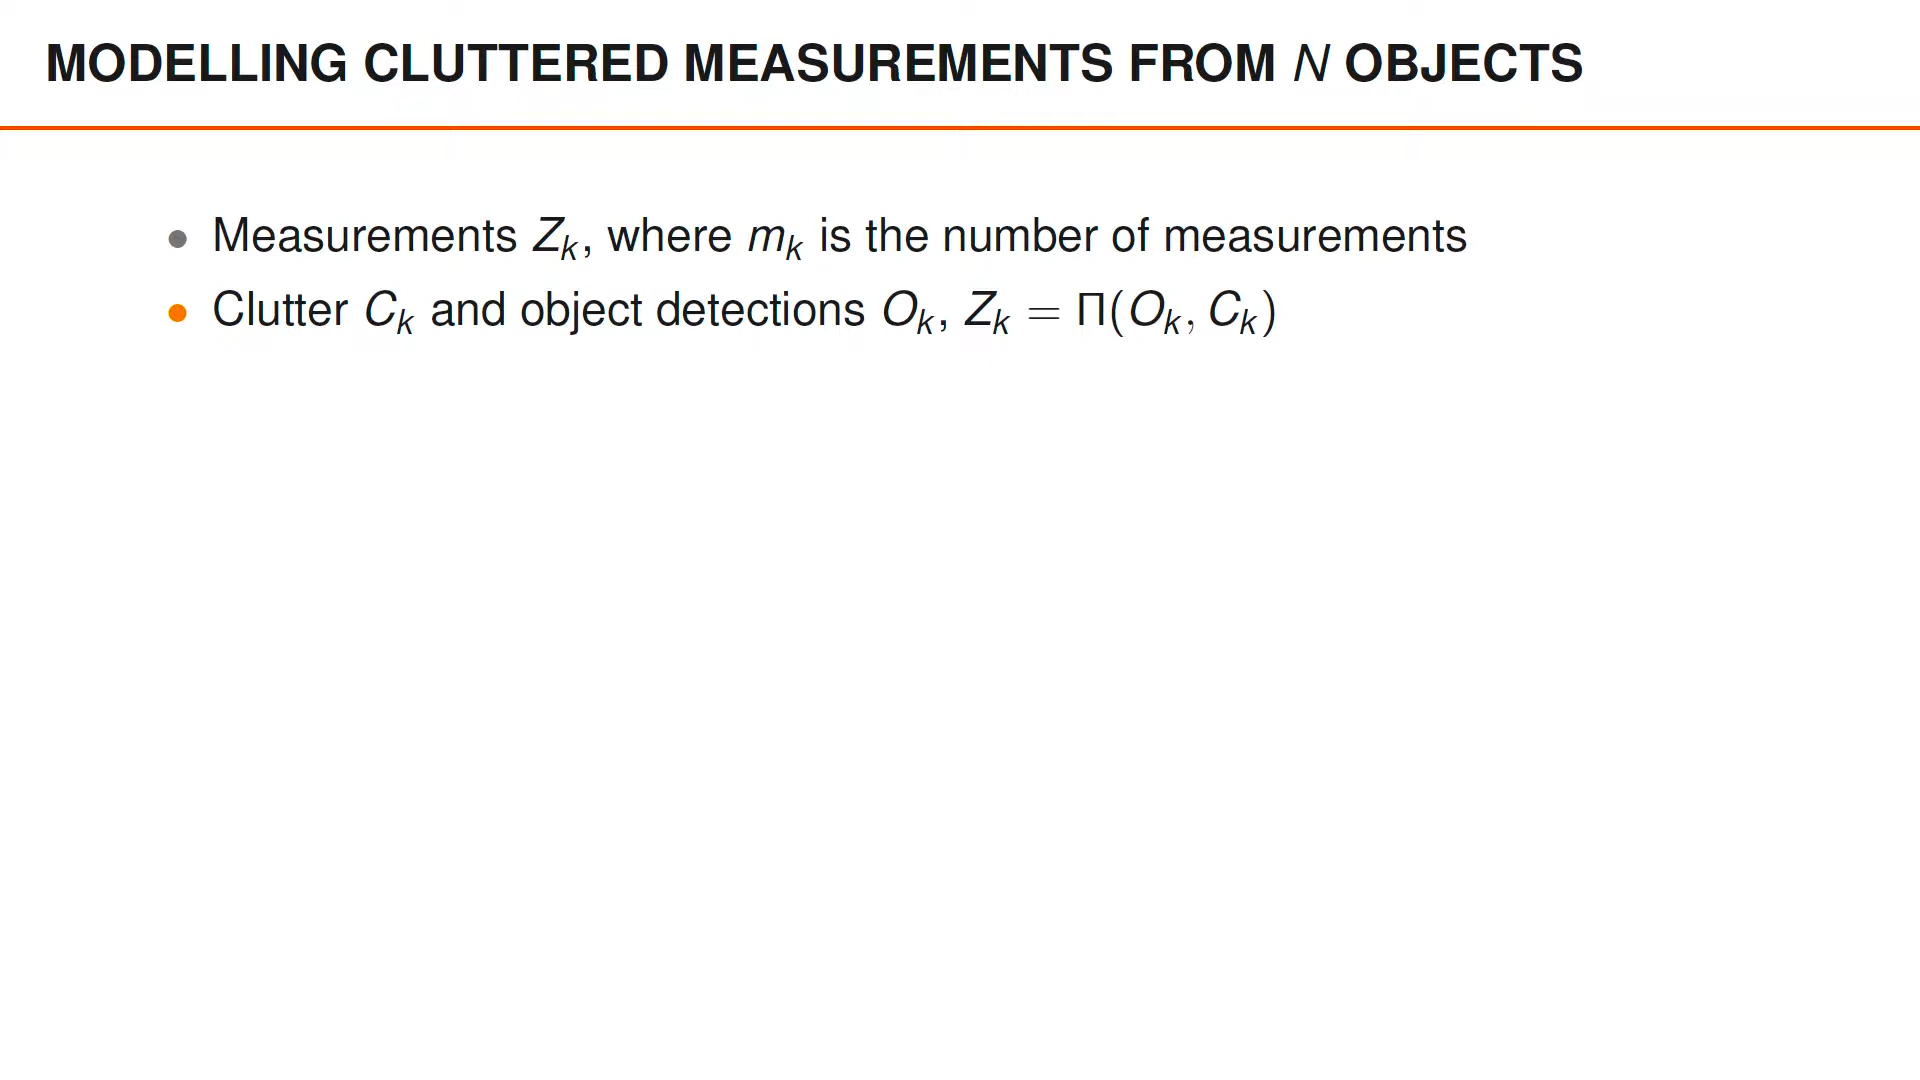 MODELLING CLUTTERED MEASUREMENTS FROM N OBJECTS
• Measurements Z_k, where m_k is the number of measurements
• Clutter C_k and object detections O_k, Z_k = Π(O_k, C_k)